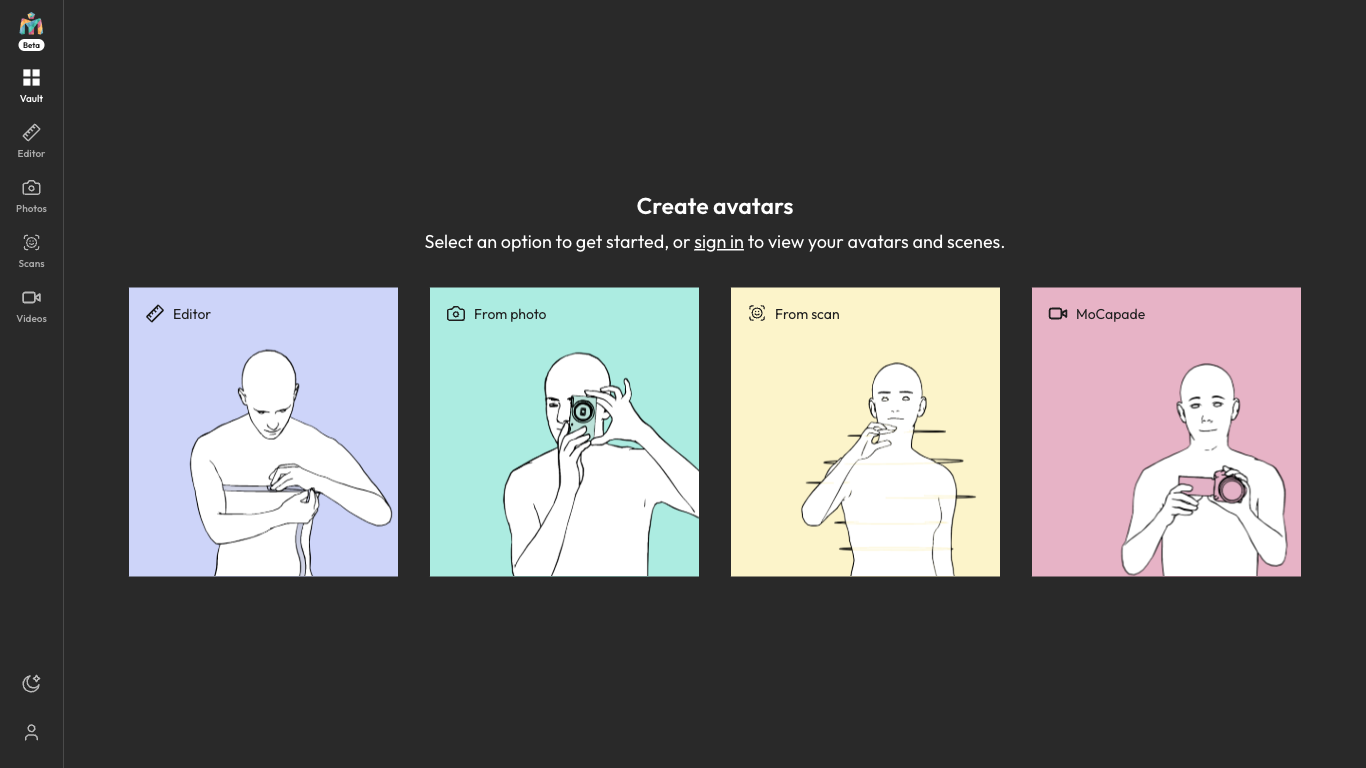 Beta
Vault
Editor
Photos
Scans
Videos
Create avatars
Select an option to get started, or sign in to view your avatars and scenes.
Editor
From photo
From scan
MoCapade